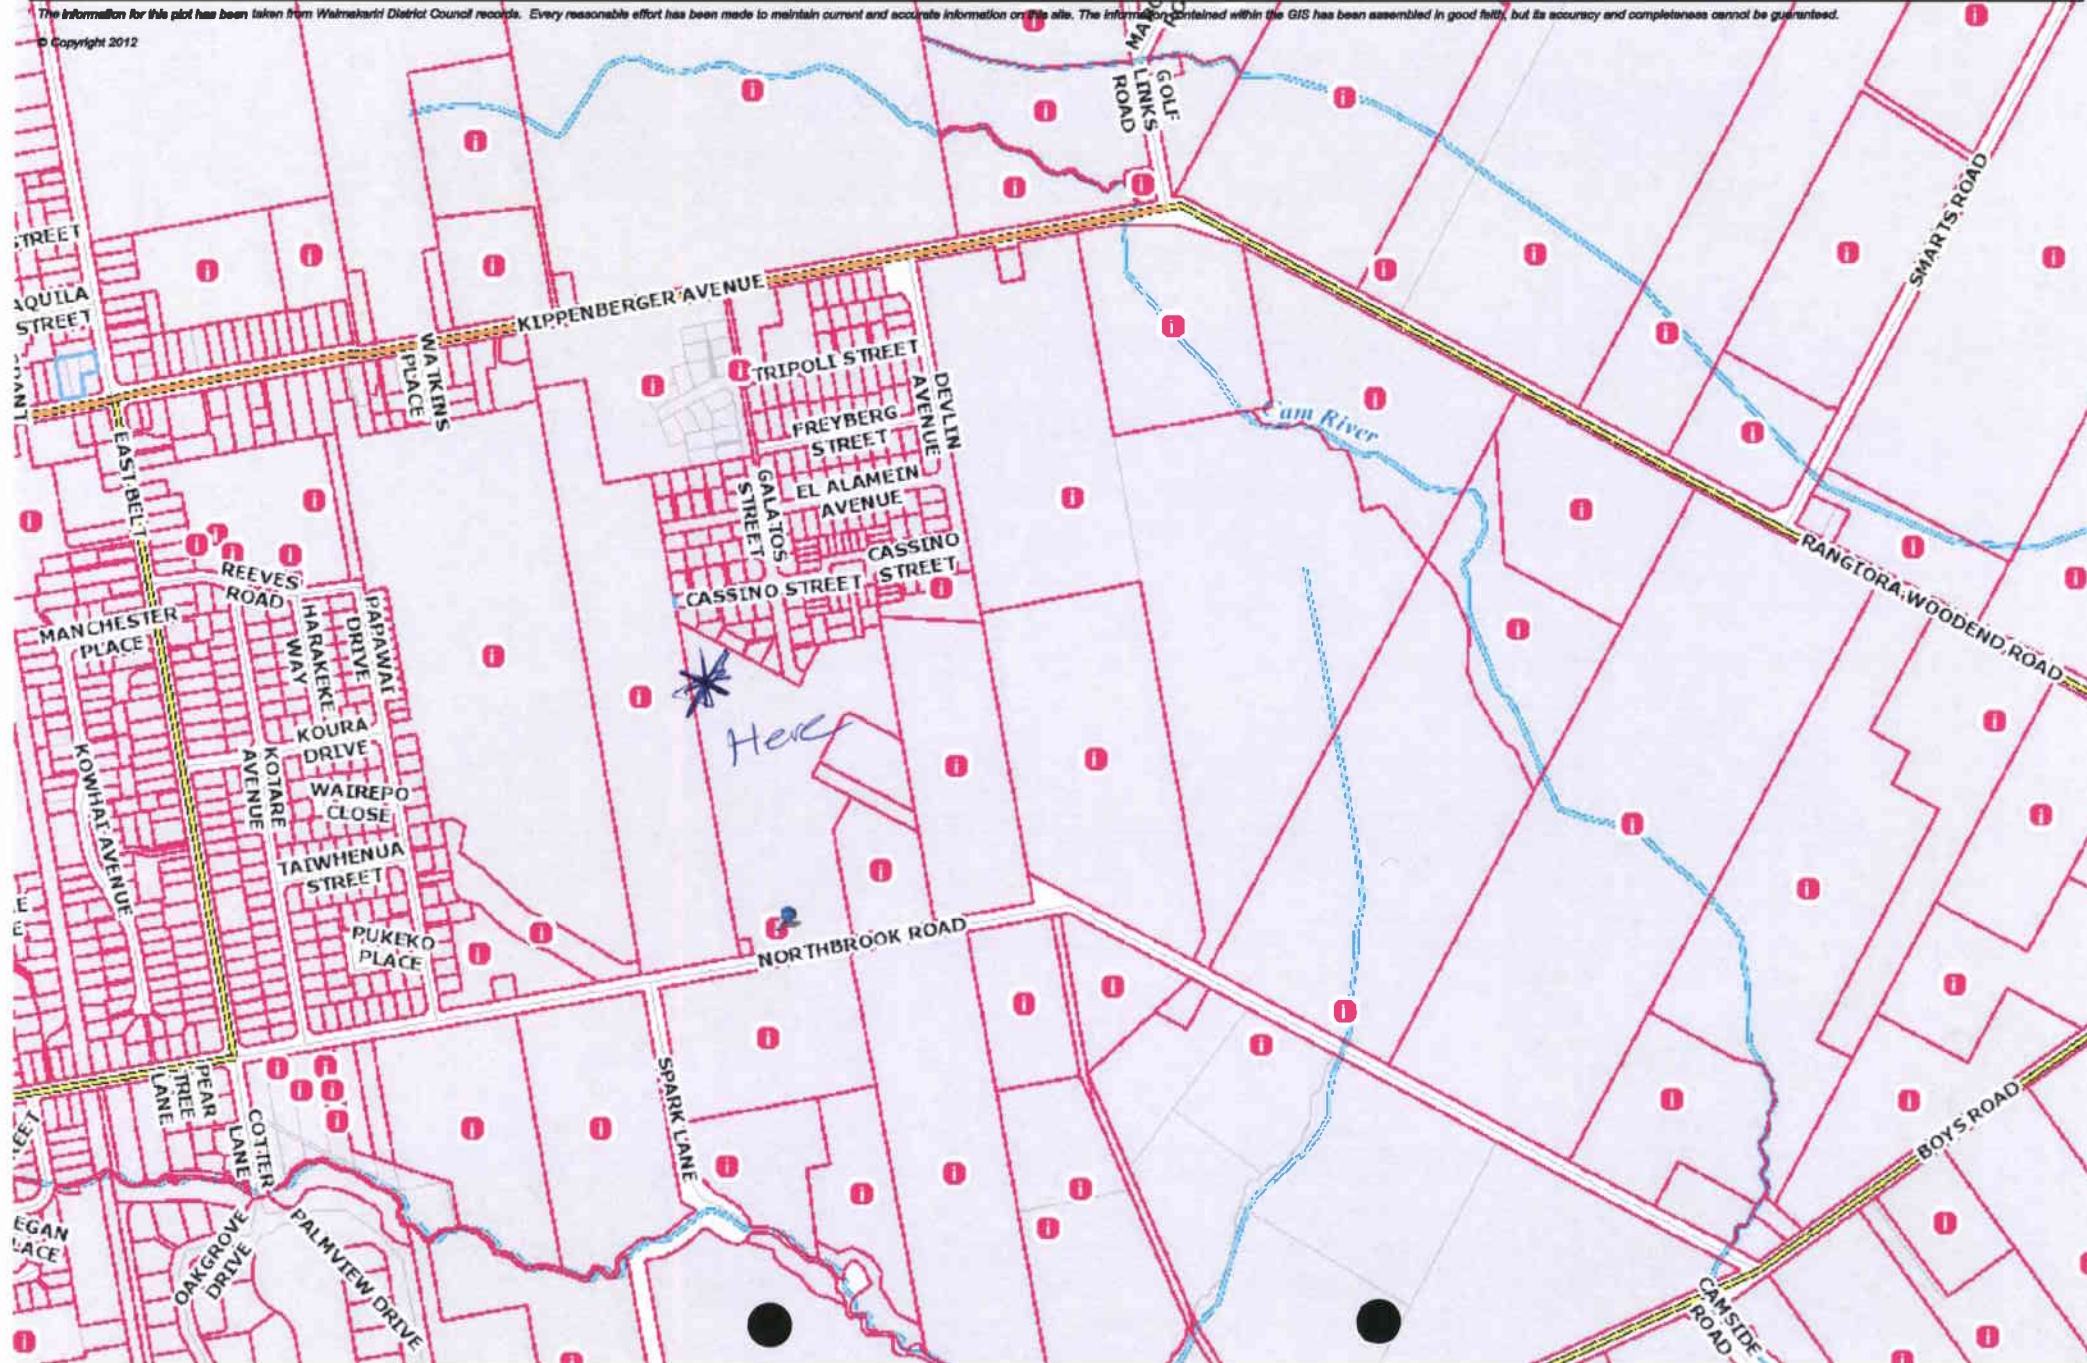 The information for this plot has been taken from Waimakariri District Council records. Every reasonable effort has been made to maintain current and accurate information on this site. The information contained within the GIS has been assembled in good faith, but its accuracy and completeness cannot be guaranteed.
© Copyright 2012
GOLF
LINKS
ROAD
SMARTS ROAD
STREET
AQUILA
STREET
KIPPENBERGER AVENUE
WATKINS
PLACE
TRIPOLI STREET
DEVLIN
AVENUE
FREYBERG
STREET
Cam River
EAST BELT
EL ALAMEIN
AVENUE
GALATOS
STREET
CASSINO
STREET
CASSINO STREET
RANGIORA WOODEND ROAD
REEVES
ROAD
MANCHESTER
PLACE
HARAKEKE
WAY
PAPAWAI
DRIVE
Here
KOURA
DRIVE
KOWHAI AVENUE
KOTARE
AVENUE
WAIREPO
CLOSE
TAIWHENUA
STREET
PUKEKO
PLACE
NORTHBROOK ROAD
SPARK LANE
PEAR
TREE
LANE
COTTER
LANE
BOYS ROAD
EGAN
LACE
OAKGROVE
DRIVE
PALMVIEW DRIVE
CAMSIDE
ROAD